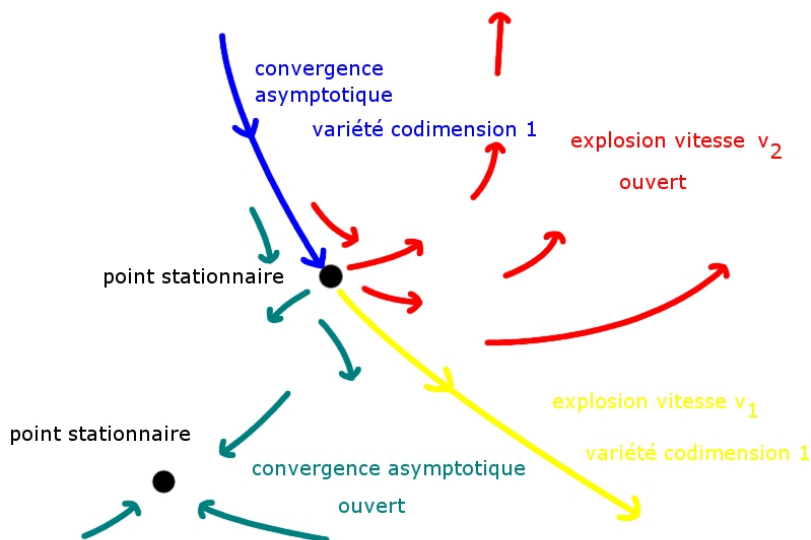 convergence
asymptotique
variété codimension 1
explosion vitesse v2
ouvert
point stationnaire
explosion vitesse v1
variété codimension 1
point stationnaire
convergence asymptotique
ouvert